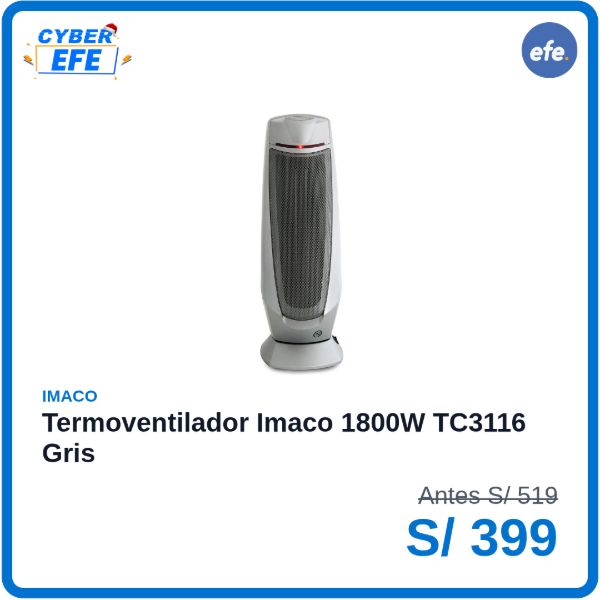 CYBER
EFE
efe.
IMACO
Termoventilador Imaco 1800W TC3116
Gris
Antes S/ 519
S/ 399